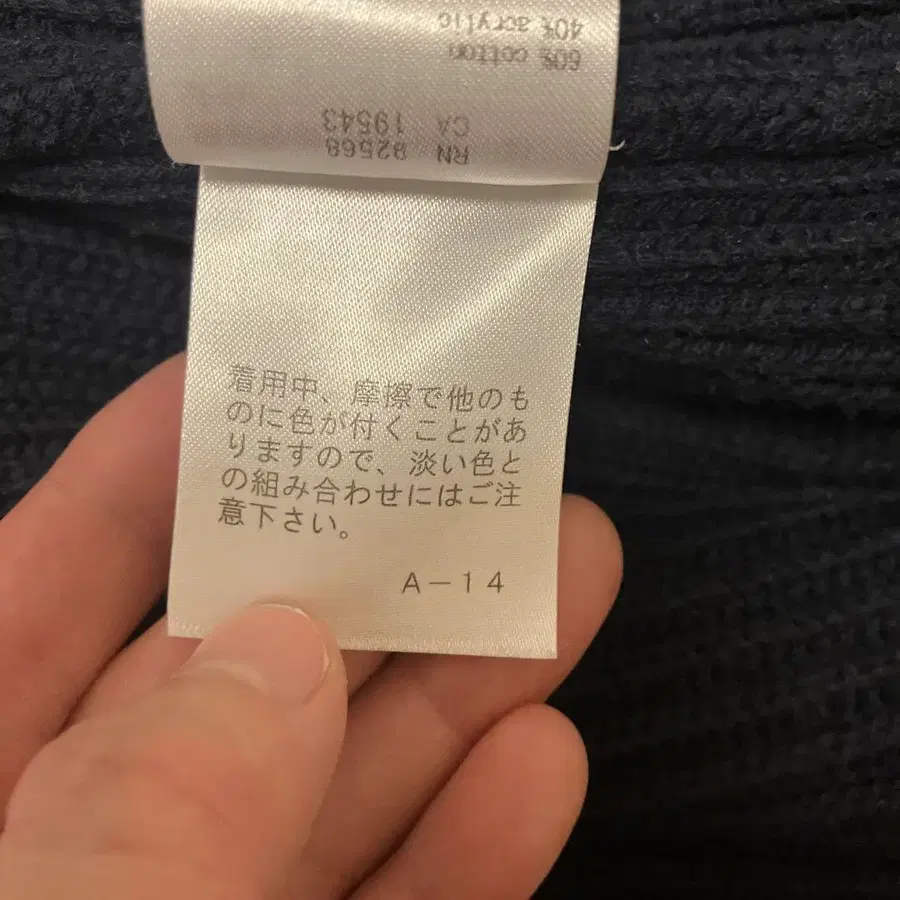 40% acrylic
60% cotton
CA 19543
RN 92568
着用中、摩擦で他のも
のに色が付くことがあ
りますので、淡い色と
の組み合わせにはご注
意下さい。
A－14